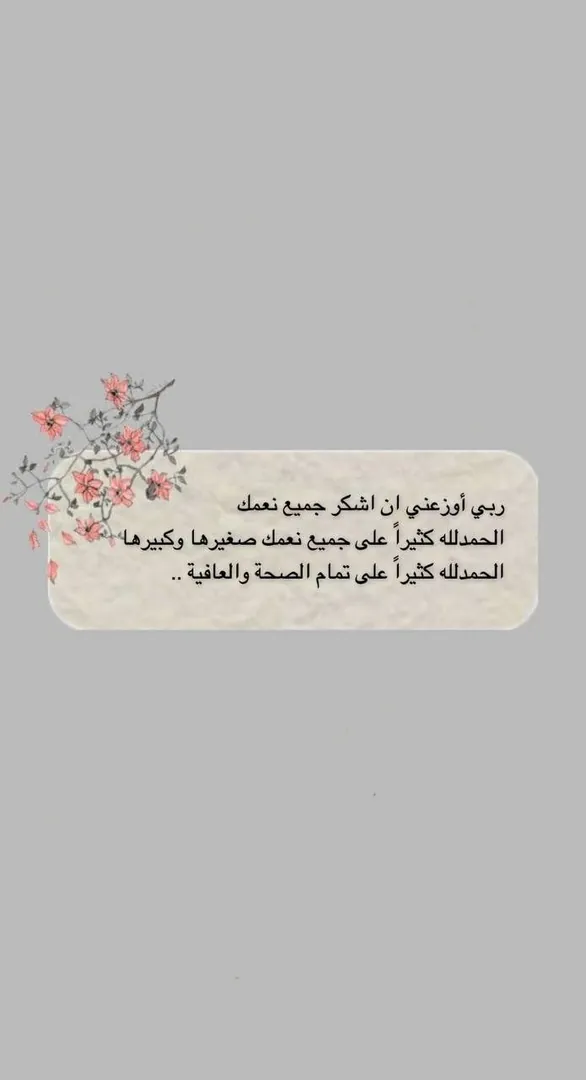 ربي أوزعني ان اشكر جميع نعمك
الحمدلله كثيراً على جميع نعمك صغيرها وكبيرها
الحمدلله كثيراً على تمام الصحة والعافية ..